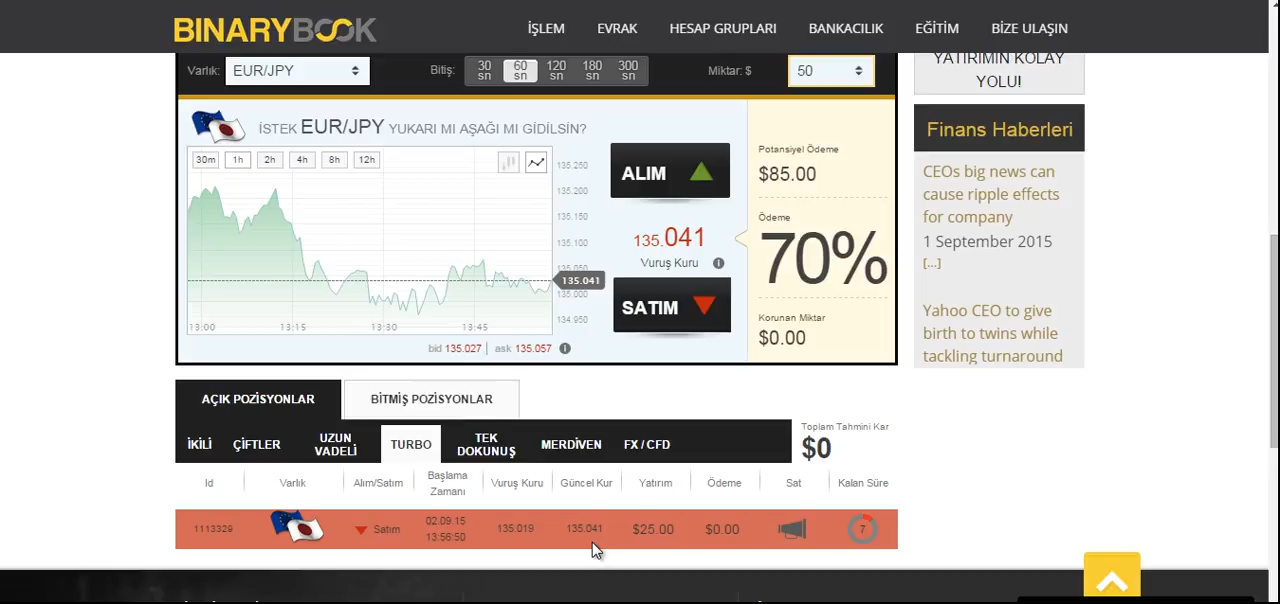 BINARYBOOK
İŞLEM EVRAK HESAP GRUPLARI BANKACILIK EĞİTİM BİZE ULAŞIN
Varlık: EUR/JPY Bitiş: 30 sn 60 sn 120 sn 180 sn 300 sn Miktar: $ 50
YATIRIMIN KOLAY
YOLU!
İSTEK EUR/JPY YUKARI MI AŞAĞI MI GİDİLSİN?
30m 1h 2h 4h 8h 12h
135.250
135.200
135.150
135.100
135.050
135.041
135.000
134.950
13:00 13:15 13:30 13:45
bid 135.027 | ask 135.057
ALIM
135.041
Vuruş Kuru
SATIM
Potansiyel Ödeme
$85.00
Ödeme
70%
Korunan Miktar
$0.00
Finans Haberleri
CEOs big news can
cause ripple effects
for company
1 September 2015
[...]
Yahoo CEO to give
birth to twins while
tackling turnaround
AÇIK POZİSYONLAR BİTMİŞ POZİSYONLAR
İKİLİ ÇİFTLER UZUN VADELİ TURBO TEK DOKUNUŞ MERDİVEN FX / CFD
Toplam Tahmini Kar
$0
Id Varlık Alım/Satım Başlama Zamanı Vuruş Kuru Güncel Kur Yatırım Ödeme Sat Kalan Süre
1113329 Satım 02.09.15 13:56:50 135.019 135.041 $25.00 $0.00 7